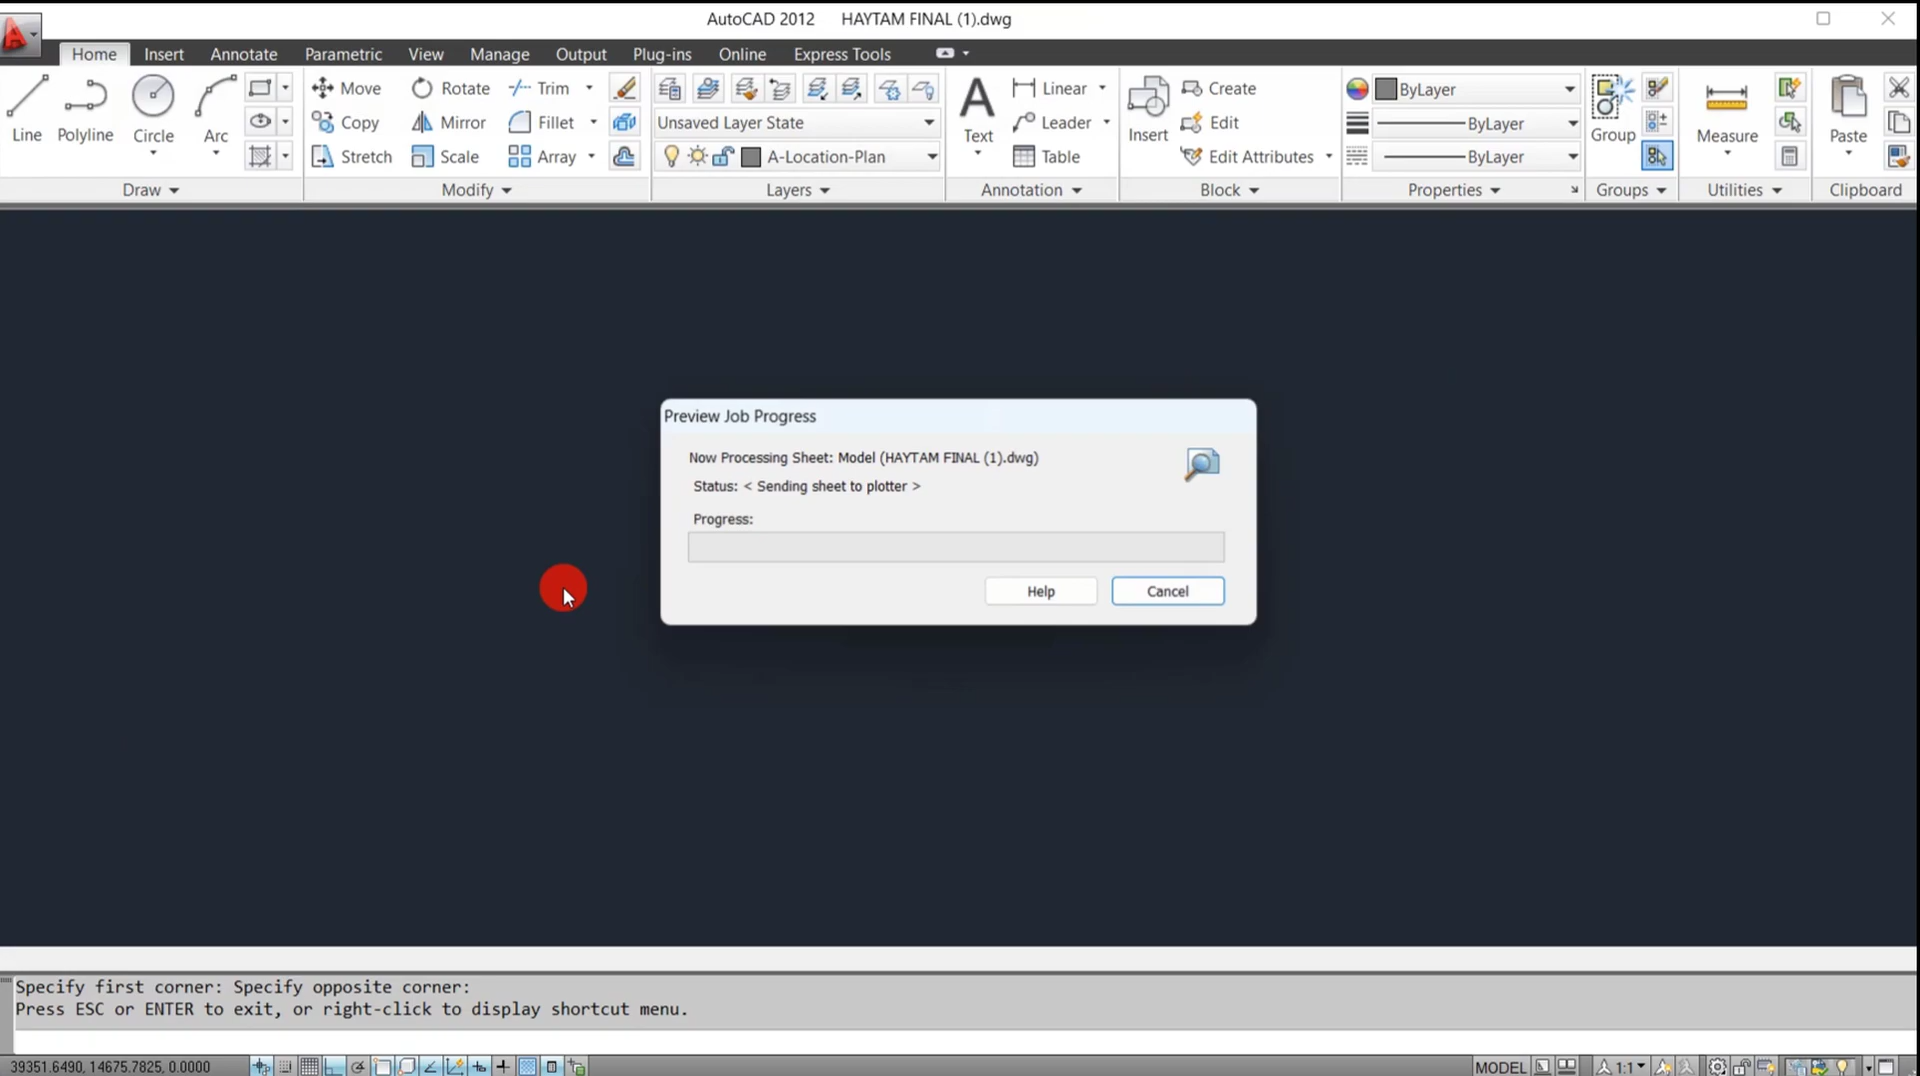 AutoCAD 2012 HAYTAM FINAL (1).dwg
Home Insert Annotate Parametric View Manage Output Plug-ins Online Express Tools
Line Polyline Circle Arc
Move Rotate Trim
Copy Mirror Fillet
Stretch Scale Array
Unsaved Layer State
A-Location-Plan
Text
Linear
Leader
Table
Insert
Create
Edit
Edit Attributes
ByLayer
ByLayer
ByLayer
Group
Measure
Paste
Draw Modify Layers Annotation Block Properties Groups Utilities Clipboard
Preview Job Progress
Now Processing Sheet: Model (HAYTAM FINAL (1).dwg)
Status: < Sending sheet to plotter >
Progress:
Help Cancel
Specify first corner: Specify opposite corner:
Press ESC or ENTER to exit, or right-click to display shortcut menu.
39351.6490, 14675.7825, 0.0000 MODEL 1:1